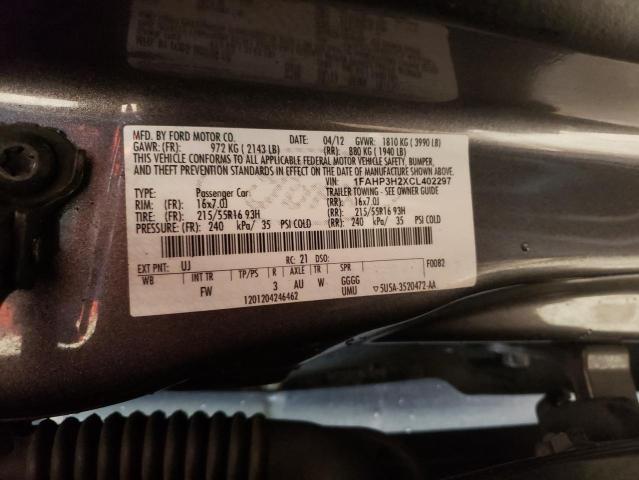 MFD. BY FORD MOTOR CO. DATE: 04/12 GVWR: 1810 KG ( 3990 LB)
GAWR: (FR): 972 KG ( 2143 LB) (RR): 880 KG ( 1940 LB)
THIS VEHICLE CONFORMS TO ALL APPLICABLE FEDERAL MOTOR VEHICLE SAFETY, BUMPER,
AND THEFT PREVENTION STANDARDS IN EFFECT ON THE DATE OF MANUFACTURE SHOWN ABOVE.
VIN: 1FAHP3H2XCL402297
TYPE: Passenger Car TRAILER TOWING - SEE OWNER GUIDE
RIM: (FR): 16x7.0J (RR): 16x7.0J
TIRE: (FR): 215/55R16 93H (RR): 215/55R16 93H
PRESSURE: (FR): 240 kPa/ 35 PSI COLD (RR): 240 kPa/ 35 PSI COLD
EXT PNT: UJ RC: 21 DSO: F0082
WB INT TR TP/PS R AXLE TR SPR
FW 3 AU W GGGG
1201204246462 UMU ▽5U5A-3520472-AA